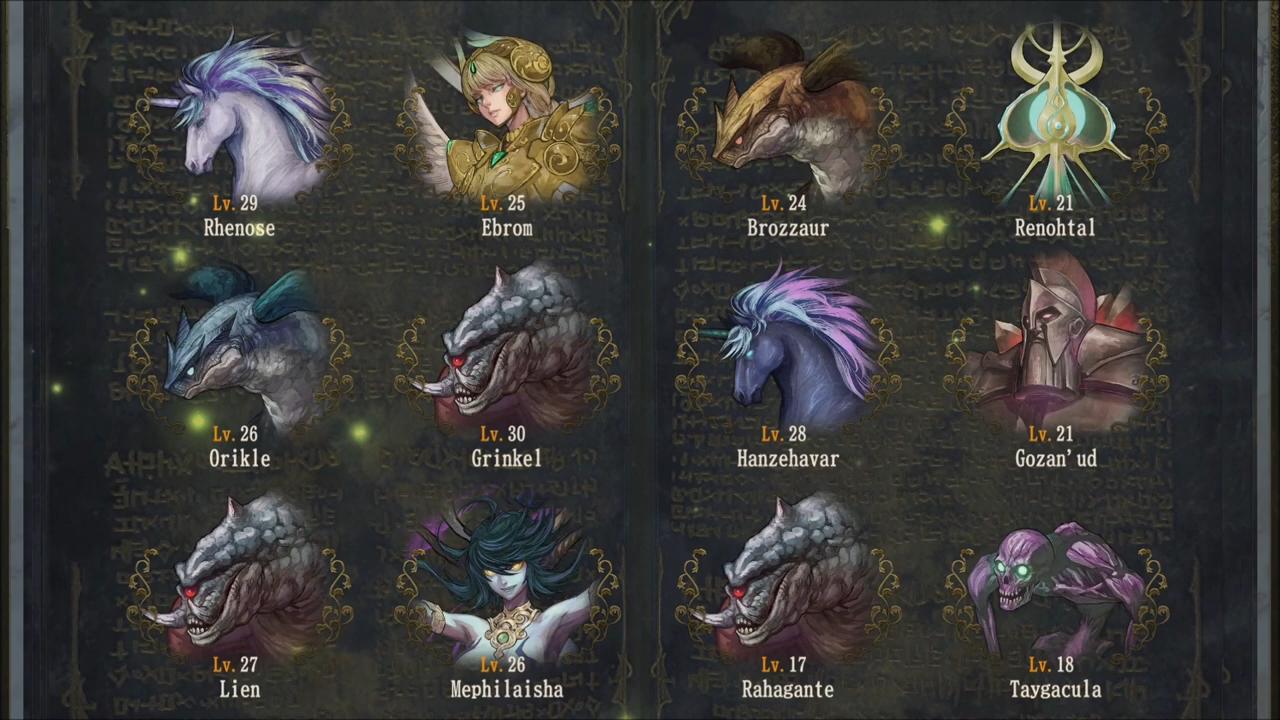 Lv. 29
Rhenose
Lv. 25
Ebrom
Lv. 24
Brozzaur
Lv. 21
Renohtal
Lv. 26
Orikle
Lv. 30
Grinkel
Lv. 28
Hanzehavar
Lv. 21
Gozan'ud
Lv. 27
Lien
Lv. 26
Mephilaisha
Lv. 17
Rahagante
Lv. 18
Taygacula